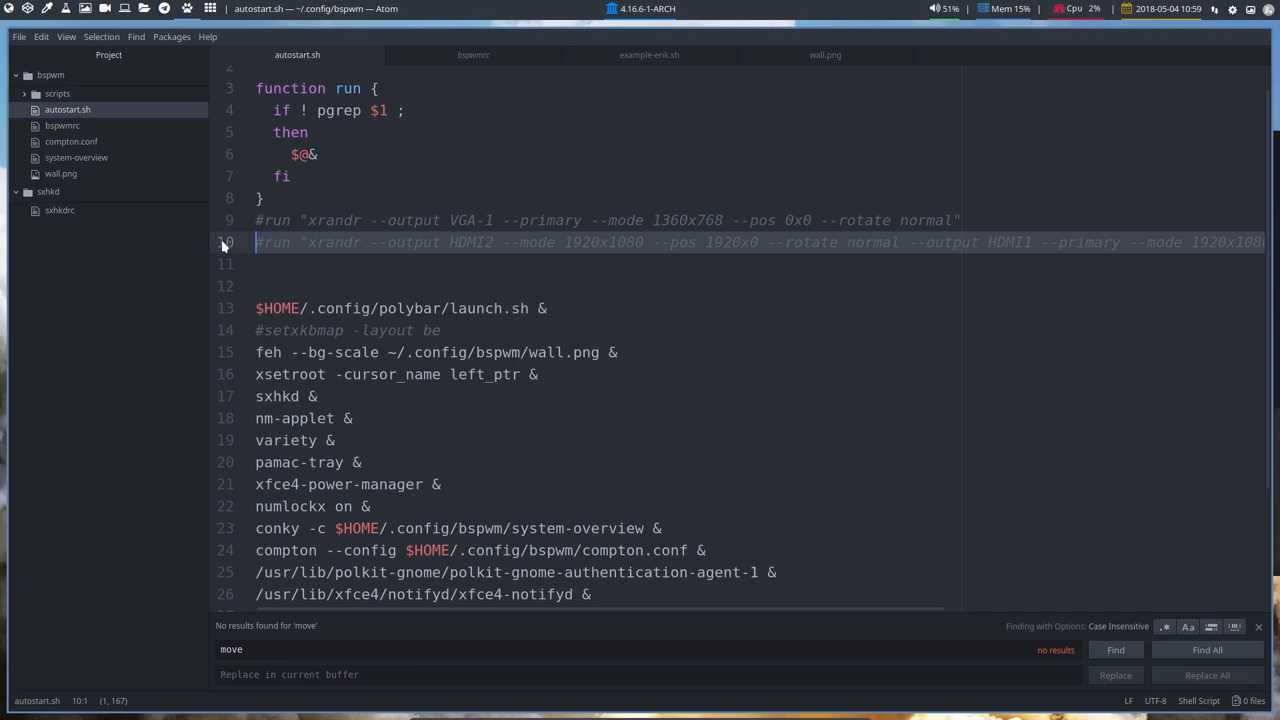 autostart.sh — ~/.config/bspwm — Atom
4.16.6-1-ARCH
51%
Mem 15%
Cpu 2%
2018-05-04 10:59
File Edit View Selection Find Packages Help
Project
autostart.sh
bspwmrc
example-erik.sh
wall.png
bspwm
scripts
autostart.sh
bspwmrc
compton.conf
system-overview
wall.png
sxhkd
sxhkdrc
2
3 function run {
4 if ! pgrep $1 ;
5 then
6 $@&
7 fi
8 }
9 #run "xrandr --output VGA-1 --primary --mode 1360x768 --pos 0x0 --rotate normal"
10 #run "xrandr --output HDMI2 --mode 1920x1080 --pos 1920x0 --rotate normal --output HDMI1 --primary --mode 1920x108
11
12
13 $HOME/.config/polybar/launch.sh &
14 #setxkbmap -layout be
15 feh --bg-scale ~/.config/bspwm/wall.png &
16 xsetroot -cursor_name left_ptr &
17 sxhkd &
18 nm-applet &
19 variety &
20 pamac-tray &
21 xfce4-power-manager &
22 numlockx on &
23 conky -c $HOME/.config/bspwm/system-overview &
24 compton --config $HOME/.config/bspwm/compton.conf &
25 /usr/lib/polkit-gnome/polkit-gnome-authentication-agent-1 &
26 /usr/lib/xfce4/notifyd/xfce4-notifyd &
No results found for 'move'
Finding with Options: Case Insensitive
.*
Aa
move
no results
Find
Find All
Replace in current buffer
Replace
Replace All
autostart.sh 10:1 (1, 167)
LF UTF-8 Shell Script 0 files